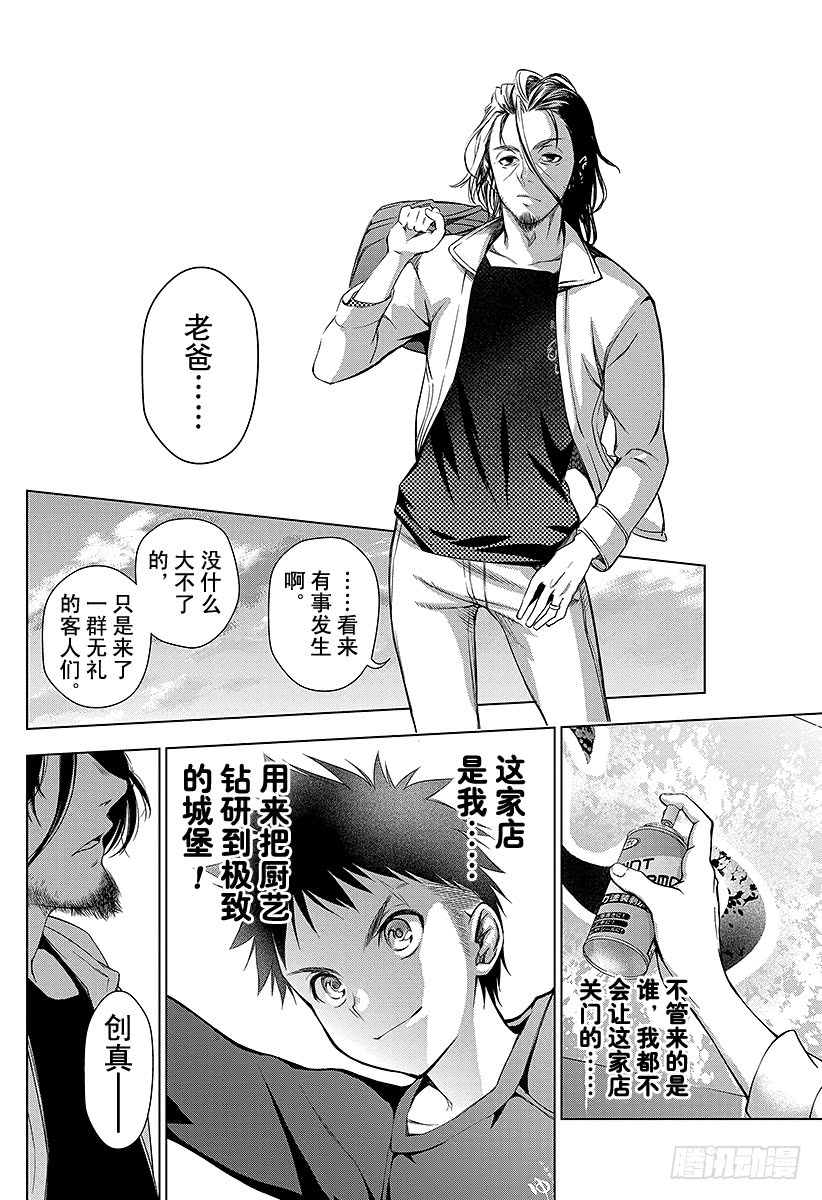 老爸……
……看来
有事发生
啊。
没什么
大不了
的，
只是来了
一群无礼
的客人们。
不管来的是
谁，我都不
会让这家店
关门的……
这家店
是我……
用来把厨艺
钻研到极致
的城堡！
创真——
ゆ
腾讯动漫